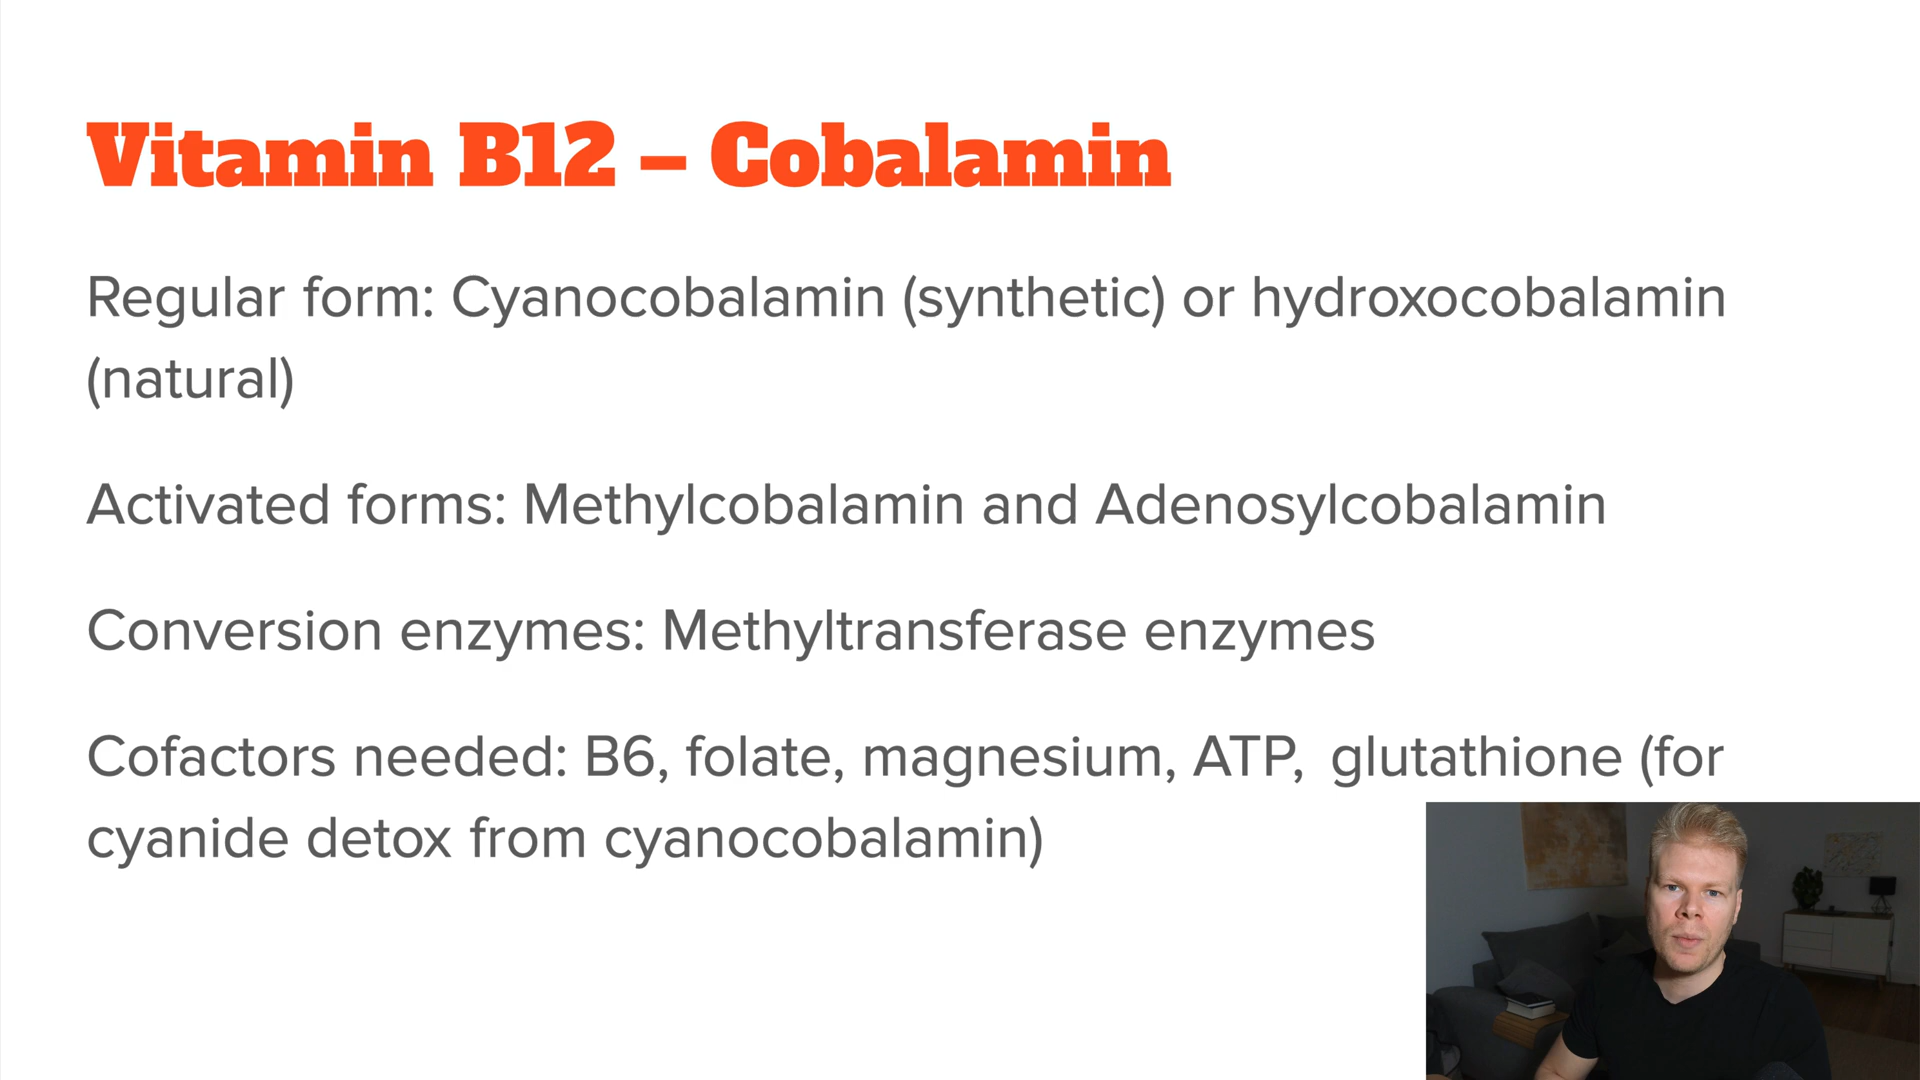 Vitamin B12 – Cobalamin
Regular form: Cyanocobalamin (synthetic) or hydroxocobalamin
(natural)
Activated forms: Methylcobalamin and Adenosylcobalamin
Conversion enzymes: Methyltransferase enzymes
Cofactors needed: B6, folate, magnesium, ATP, glutathione (for
cyanide detox from cyanocobalamin)